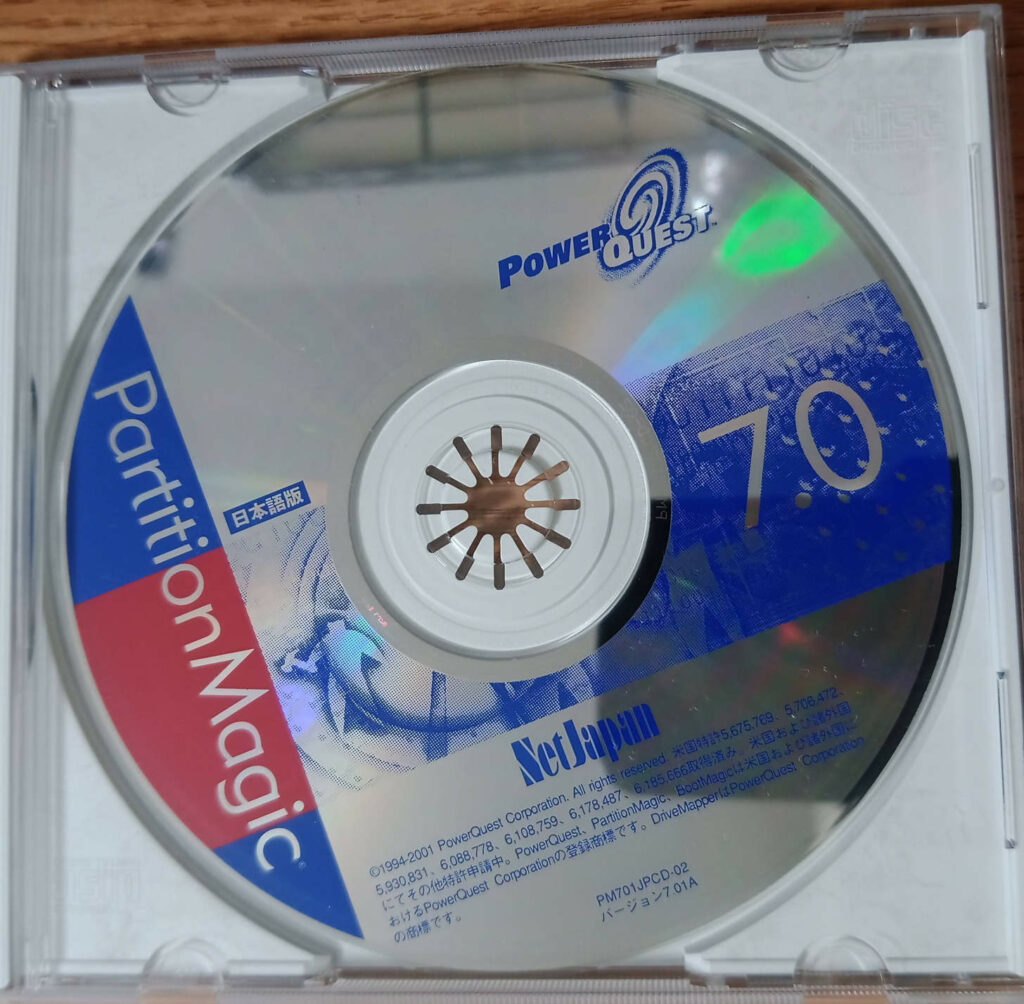 POWERQUEST™
7.0
PartitionMagic®
日本語版
NetJapan
©1994-2001 PowerQuest Corporation. All rights reserved. 米国特許5,675,769、5,706,472、
5,930,831、6,088,778、6,108,759、6,178,487、6,185,666取得済み。米国および諸外国
にてその他特許申請中。PowerQuest、PartitionMagic、BootMagicは米国および諸外国に
おけるPowerQuest Corporationの登録商標です。DriveMapperはPowerQuest Corporation
の商標です。
PM701JPCD-02
バージョン7.01A